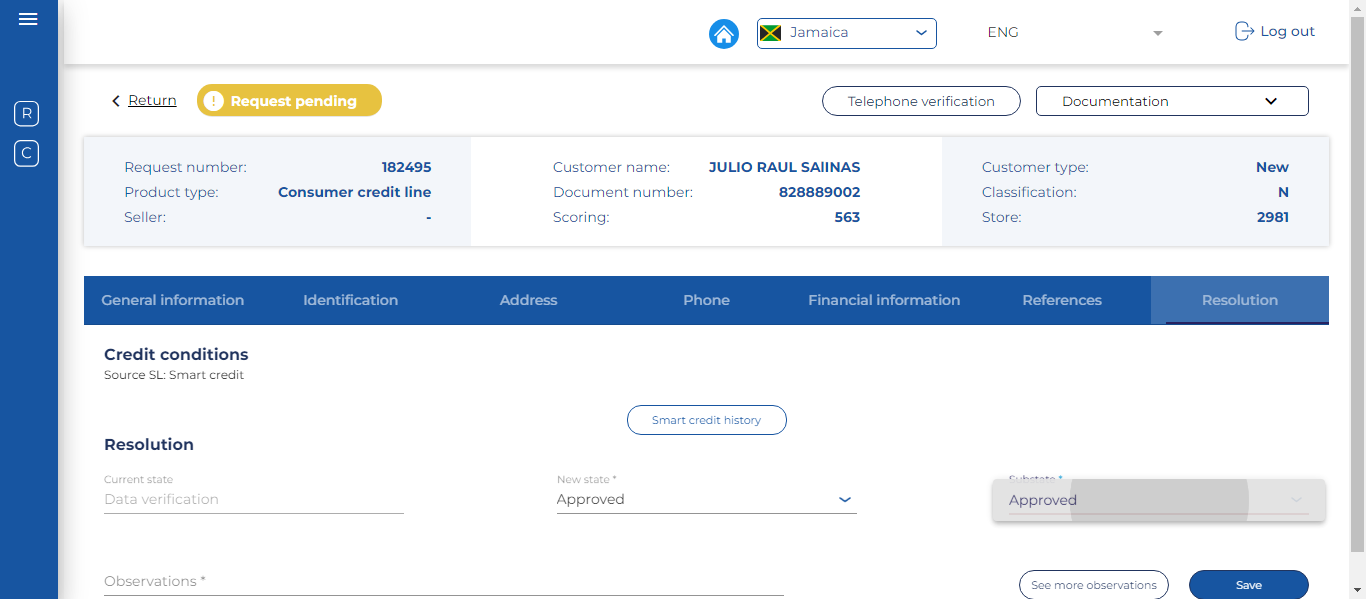 Jamaica
ENG
Log out
R
C
Return
! Request pending
Telephone verification
Documentation
Request number: 182495
Product type: Consumer credit line
Seller: -
Customer name: JULIO RAUL SAlINAS
Document number: 828889002
Scoring: 563
Customer type: New
Classification: N
Store: 2981
General information
Identification
Address
Phone
Financial information
References
Resolution
Credit conditions
Source SL: Smart credit
Smart credit history
Resolution
Current state
Data verification
New state *
Approved
Substate *
Approved
Observations *
See more observations
Save